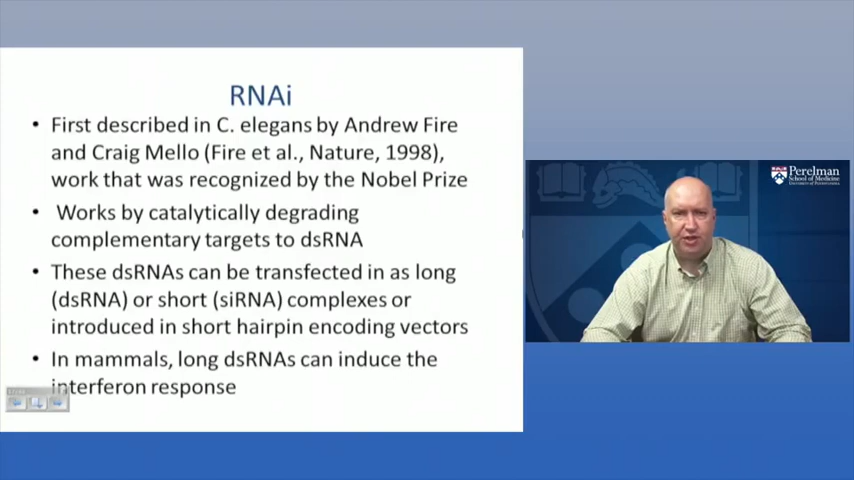 RNAi
• First described in C. elegans by Andrew Fire
and Craig Mello (Fire et al., Nature, 1998),
work that was recognized by the Nobel Prize
• Works by catalytically degrading
complementary targets to dsRNA
• These dsRNAs can be transfected in as long
(dsRNA) or short (siRNA) complexes or
introduced in short hairpin encoding vectors
• In mammals, long dsRNAs can induce the
interferon response
Perelman
School of Medicine
University of Pennsylvania